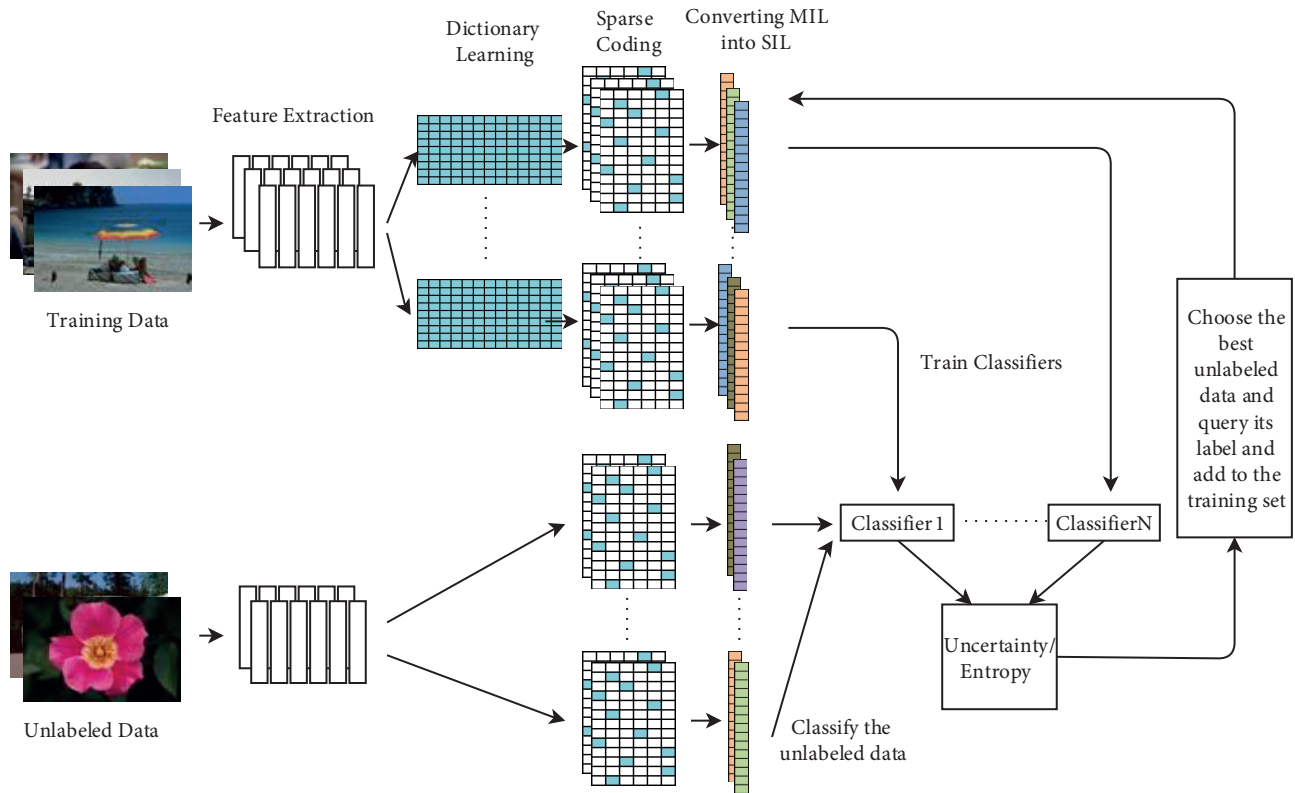 Dictionary
Learning
Sparse
Coding
Converting MIL
into SIL
Feature Extraction
Training Data
Train Classifiers
Choose the
best
unlabeled
data and
query its
label and
add to the
training set
Classifier 1
ClassifierN
Uncertainty/
Entropy
Unlabeled Data
Classify the
unlabeled data